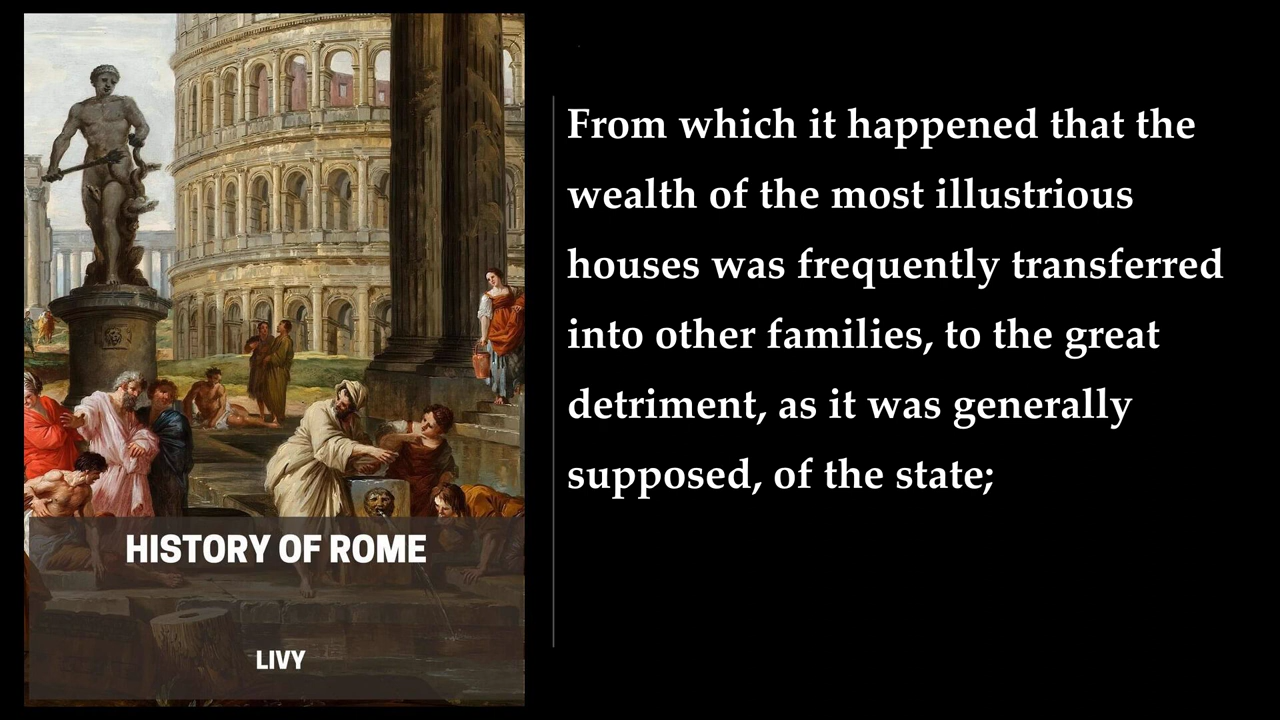 HISTORY OF ROME
LIVY
From which it happened that the
wealth of the most illustrious
houses was frequently transferred
into other families, to the great
detriment, as it was generally
supposed, of the state;